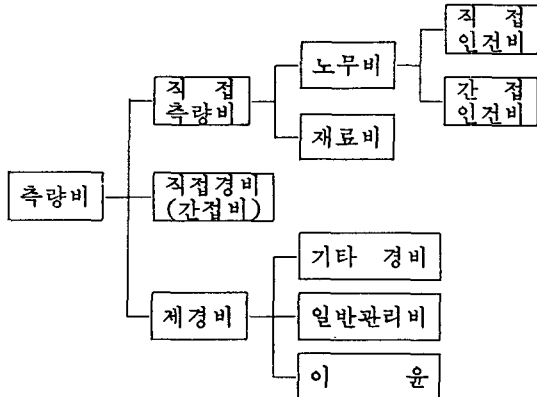 직 접
인건비
노무비
직 접
측량비
간 접
인건비
재료비
측량비
직접경비
(간접비)
기타 경비
제경비
일반관리비
이 윤